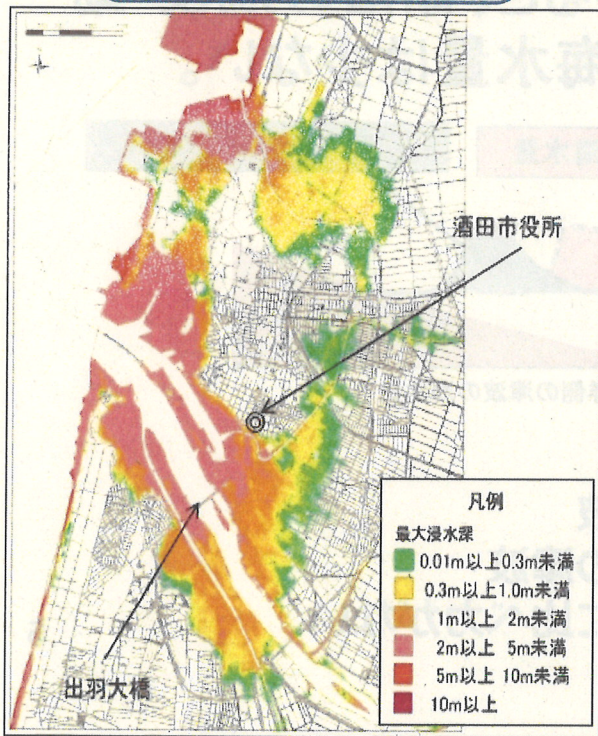 酒田市役所
出羽大橋
凡例
最大浸水深
0.01m以上0.3m未満
0.3m以上1.0m未満
1m以上 2m未満
2m以上 5m未満
5m以上 10m未満
10m以上